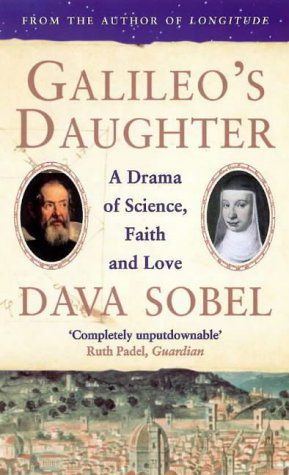 FROM THE AUTHOR OF LONGITUDE
GALILEO'S
DAUGHTER
A Drama
of Science,
Faith
and Love
DAVA SOBEL
‘Completely unputdownable’
Ruth Padel, Guardian